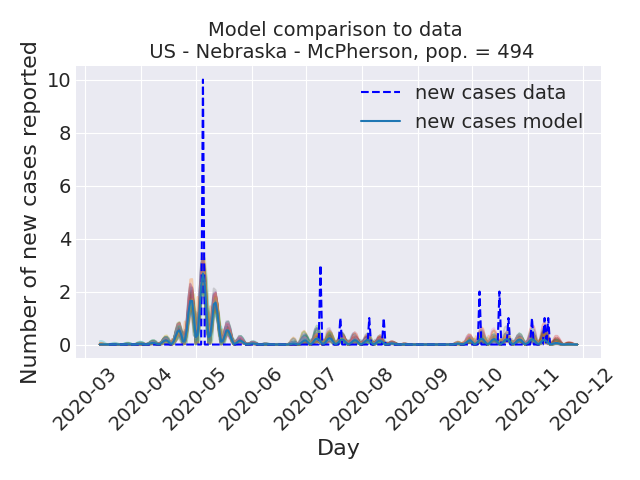 Model comparison to data
US - Nebraska - McPherson, pop. = 494
Number of new cases reported
10
8
6
4
2
0
new cases data
new cases model
2020-03
2020-04
2020-05
2020-06
2020-07
2020-08
2020-09
2020-10
2020-11
2020-12
Day